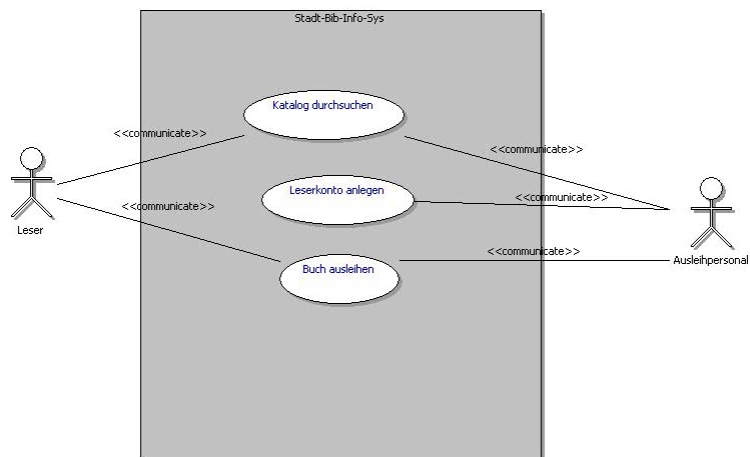 Stadt-Bib-Info-Sys
Katalog durchsuchen
<<communicate>>
<<communicate>>
Leserkonto anlegen
<<communicate>>
<<communicate>>
Leser
<<communicate>>
Ausleihpersonal
Buch ausleihen